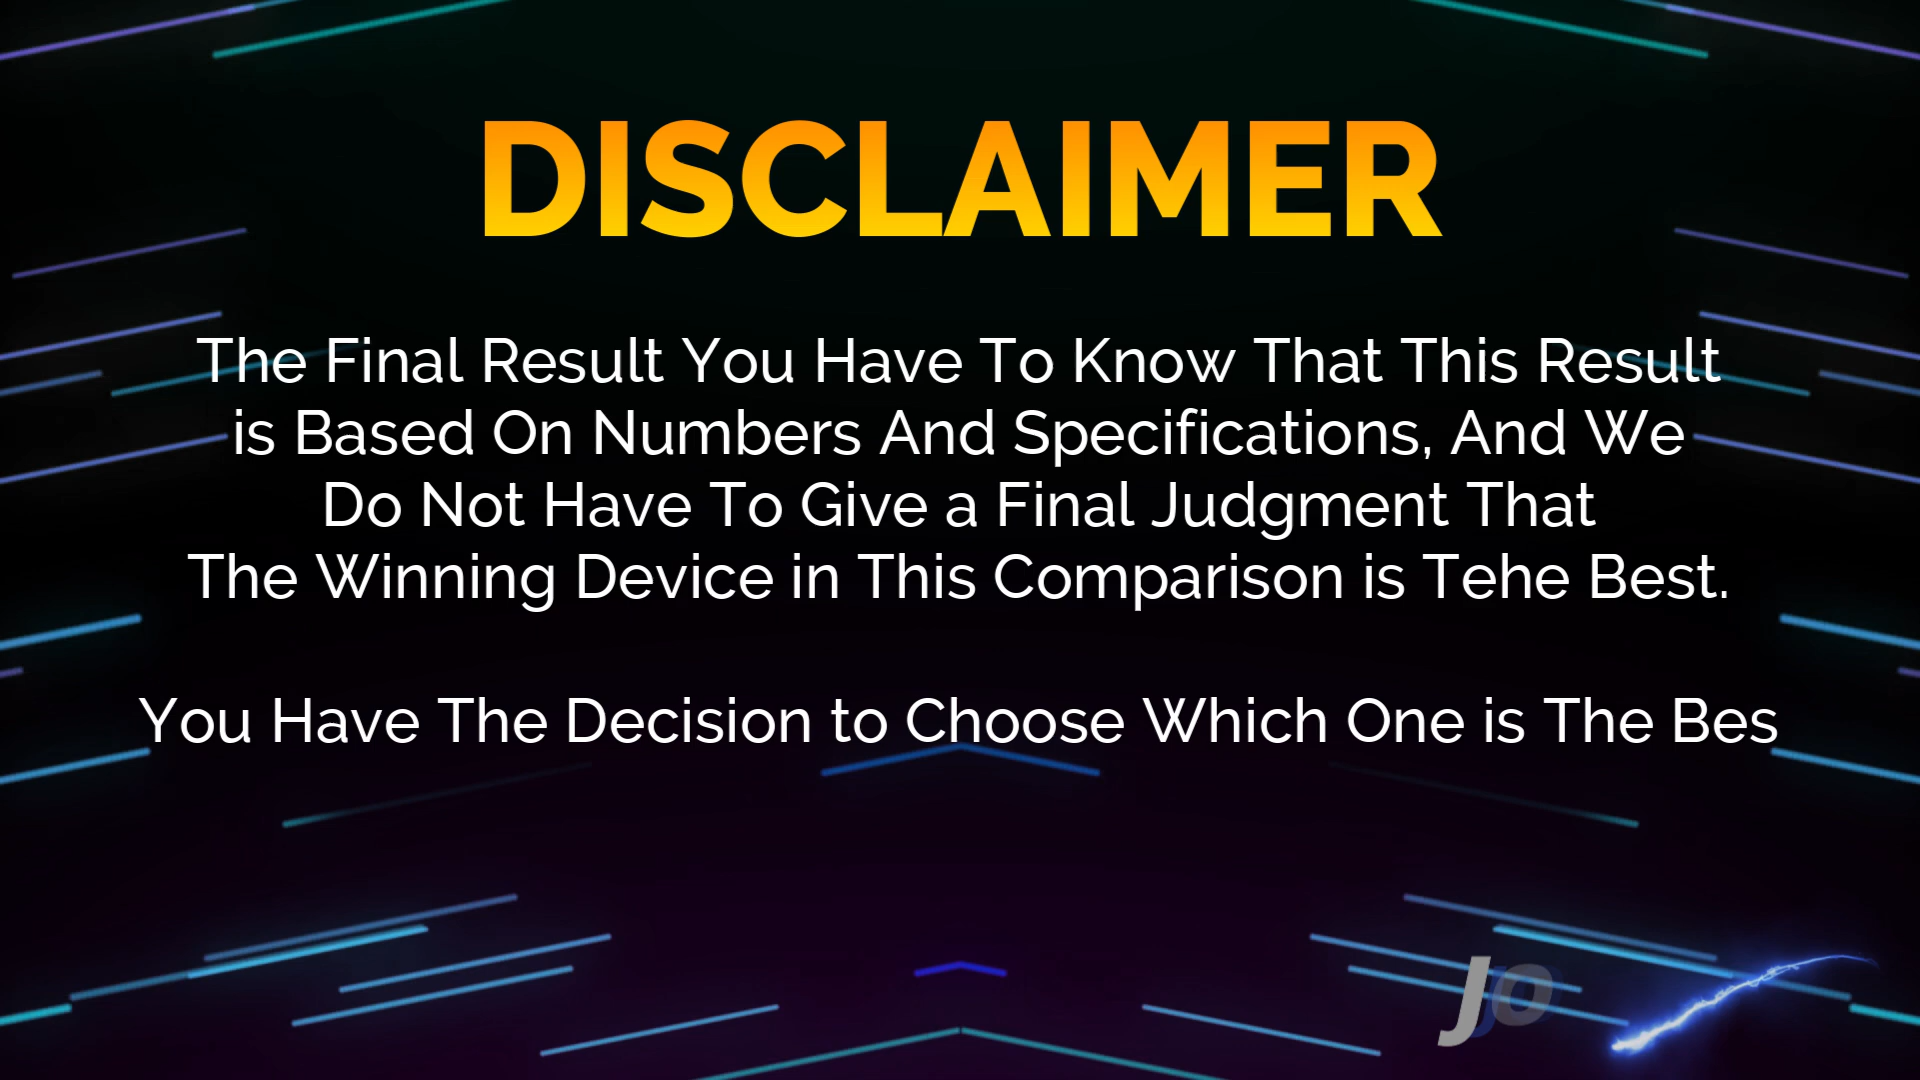 DISCLAIMER
The Final Result You Have To Know That This Result
is Based On Numbers And Specifications, And We
Do Not Have To Give a Final Judgment That
The Winning Device in This Comparison is Tehe Best.
You Have The Decision to Choose Which One is The Bes
JO